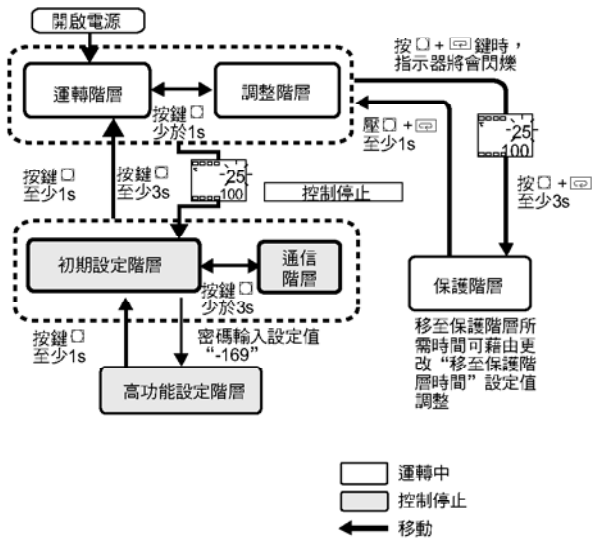 開啟電源
運轉階層
調整階層
按鍵□
少於1s
按□+鍵時，
指示器將會閃爍
-25
100
壓□+
至少1s
按鍵□
至少1s
按鍵□
至少3s
-25
100
控制停止
按□+
至少3s
初期設定階層
通信
階層
按鍵□
少於3s
保護階層
按鍵□
至少1s
密碼輸入設定值
“-169”
高功能設定階層
移至保護階層所
需時間可藉由更
改“移至保護階
層時間”設定值
調整
運轉中
控制停止
移動